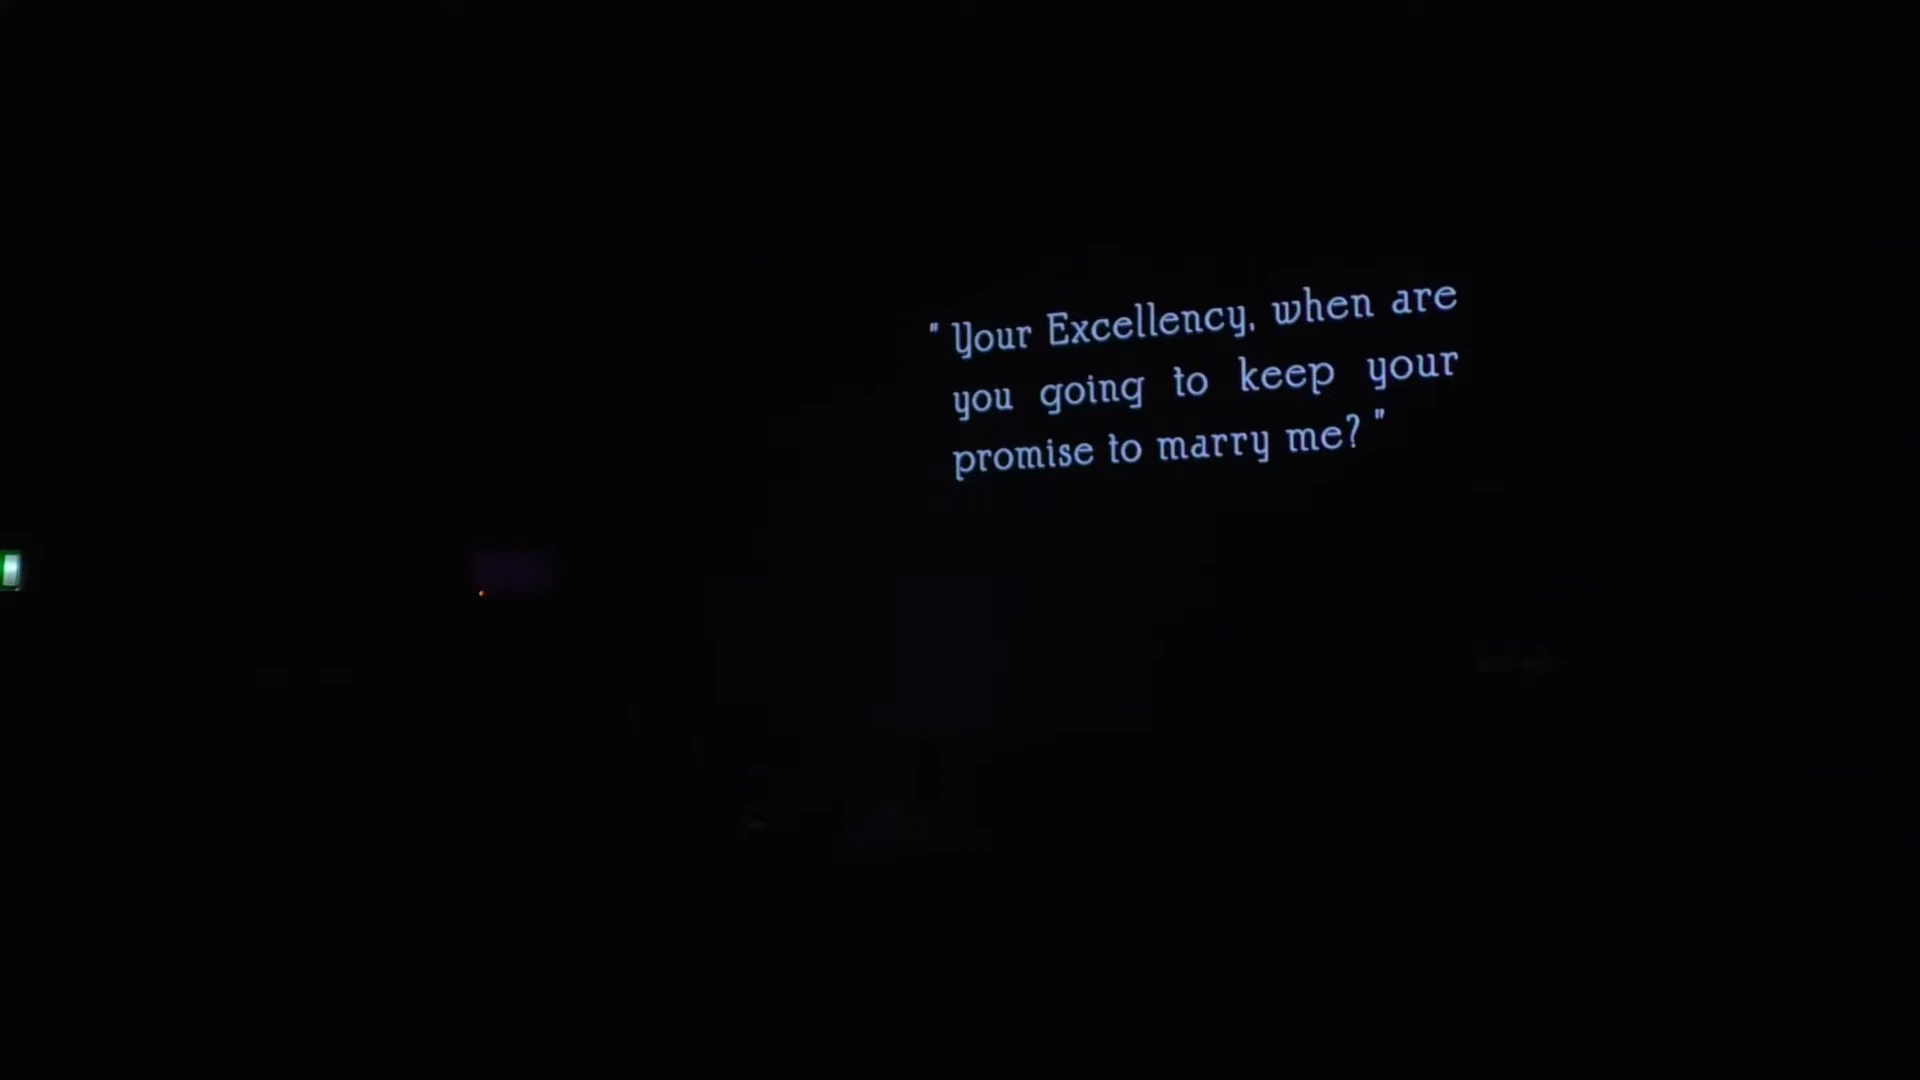 " Your Excellency, when are
you going to keep your
promise to marry me? "